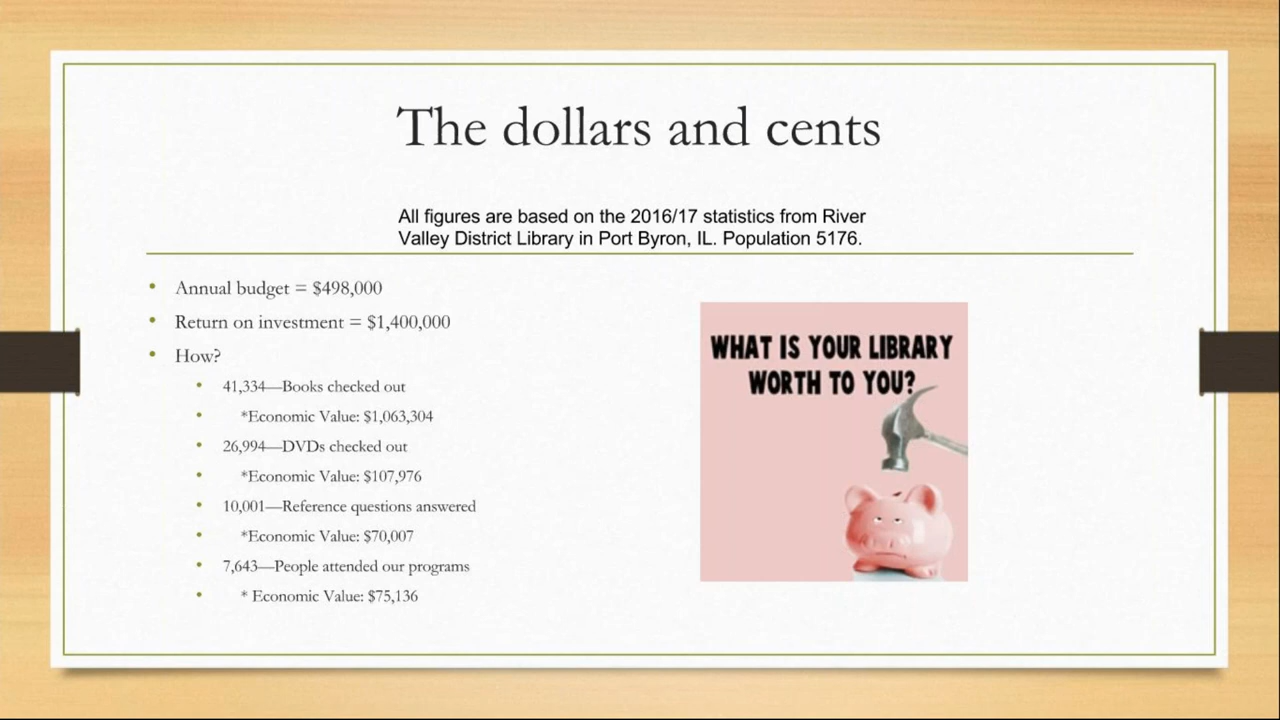 The dollars and cents
All figures are based on the 2016/17 statistics from River
Valley District Library in Port Byron, IL. Population 5176.
• Annual budget = $498,000
• Return on investment = $1,400,000
• How?
• 41,334—Books checked out
• *Economic Value: $1,063,304
• 26,994—DVDs checked out
• *Economic Value: $107,976
• 10,001—Reference questions answered
• *Economic Value: $70,007
• 7,643—People attended our programs
• * Economic Value: $75,136
WHAT IS YOUR LIBRARY
WORTH TO YOU?